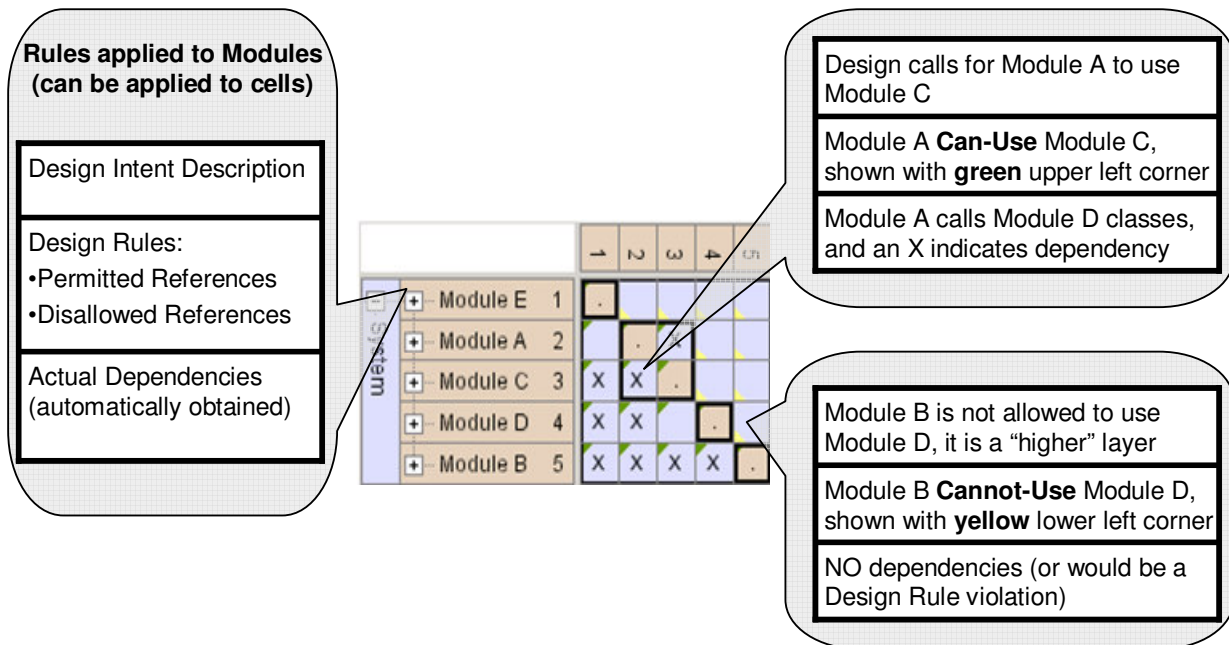 Rules applied to Modules
(can be applied to cells)
Design Intent Description
Design Rules:
•Permitted References
•Disallowed References
Actual Dependencies
(automatically obtained)
1 2 3 4 5
System
Module E 1 .
Module A 2 . X
Module C 3 X X .
Module D 4 X X .
Module B 5 X X X X .
Design calls for Module A to use
Module C
Module A Can-Use Module C,
shown with green upper left corner
Module A calls Module D classes,
and an X indicates dependency
Module B is not allowed to use
Module D, it is a “higher” layer
Module B Cannot-Use Module D,
shown with yellow lower left corner
NO dependencies (or would be a
Design Rule violation)